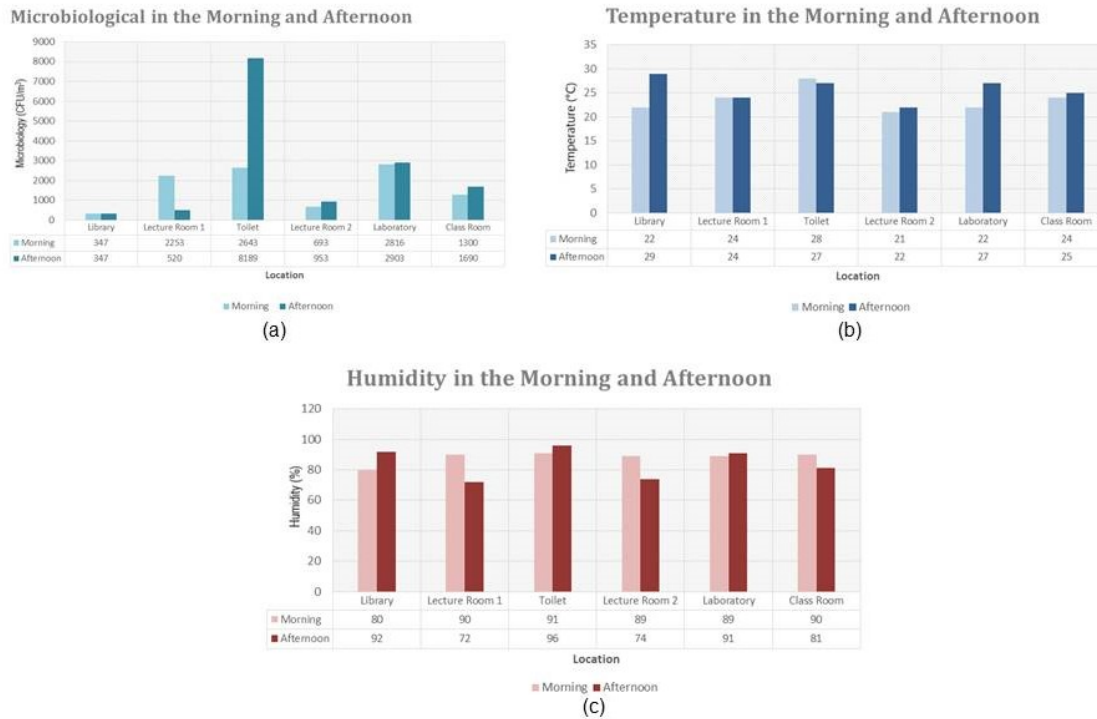 Microbiological in the Morning and Afternoon
Microbiology (CFU/m³)
9000
8000
7000
6000
5000
4000
3000
2000
1000
0
Library Lecture Room 1 Toilet Lecture Room 2 Laboratory Class Room
Morning 347 2253 2643 693 2816 1300
Afternoon 347 520 8189 953 2903 1690
Location
Morning Afternoon
(a)
Temperature in the Morning and Afternoon
Temperature (°C)
35
30
25
20
15
10
5
0
Library Lecture Room 1 Toilet Lecture Room 2 Laboratory Class Room
Morning 22 24 28 21 22 24
Afternoon 29 24 27 22 27 25
Location
Morning Afternoon
(b)
Humidity in the Morning and Afternoon
Humidity (%)
120
100
80
60
40
20
0
Library Lecture Room 1 Toilet Lecture Room 2 Laboratory Class Room
Morning 80 90 91 89 89 90
Afternoon 92 72 96 74 91 81
Location
Morning Afternoon
(c)